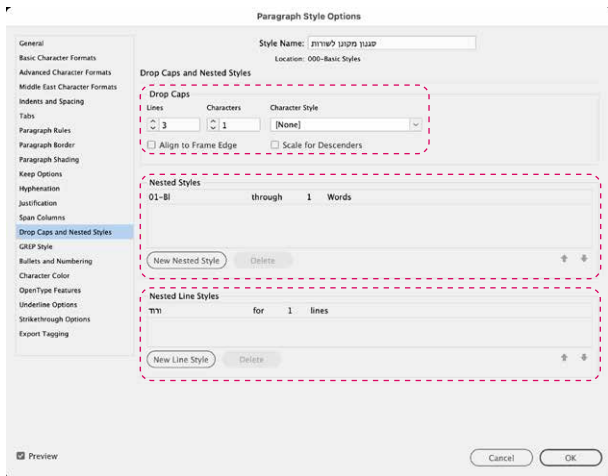 Paragraph Style Options
General
Basic Character Formats
Advanced Character Formats
Middle East Character Formats
Indents and Spacing
Tabs
Paragraph Rules
Paragraph Border
Paragraph Shading
Keep Options
Hyphenation
Justification
Span Columns
Drop Caps and Nested Styles
GREP Style
Bullets and Numbering
Character Color
OpenType Features
Underline Options
Strikethrough Options
Export Tagging
Style Name: סגנון מקונן לשורות
Location: 000-Basic Styles
Drop Caps and Nested Styles
Drop Caps
Lines Characters Character Style
3 1 [None]
Align to Frame Edge Scale for Descenders
Nested Styles
01-Bl through 1 Words
New Nested Style Delete
Nested Line Styles
ורוד for 1 lines
New Line Style Delete
Preview
Cancel OK